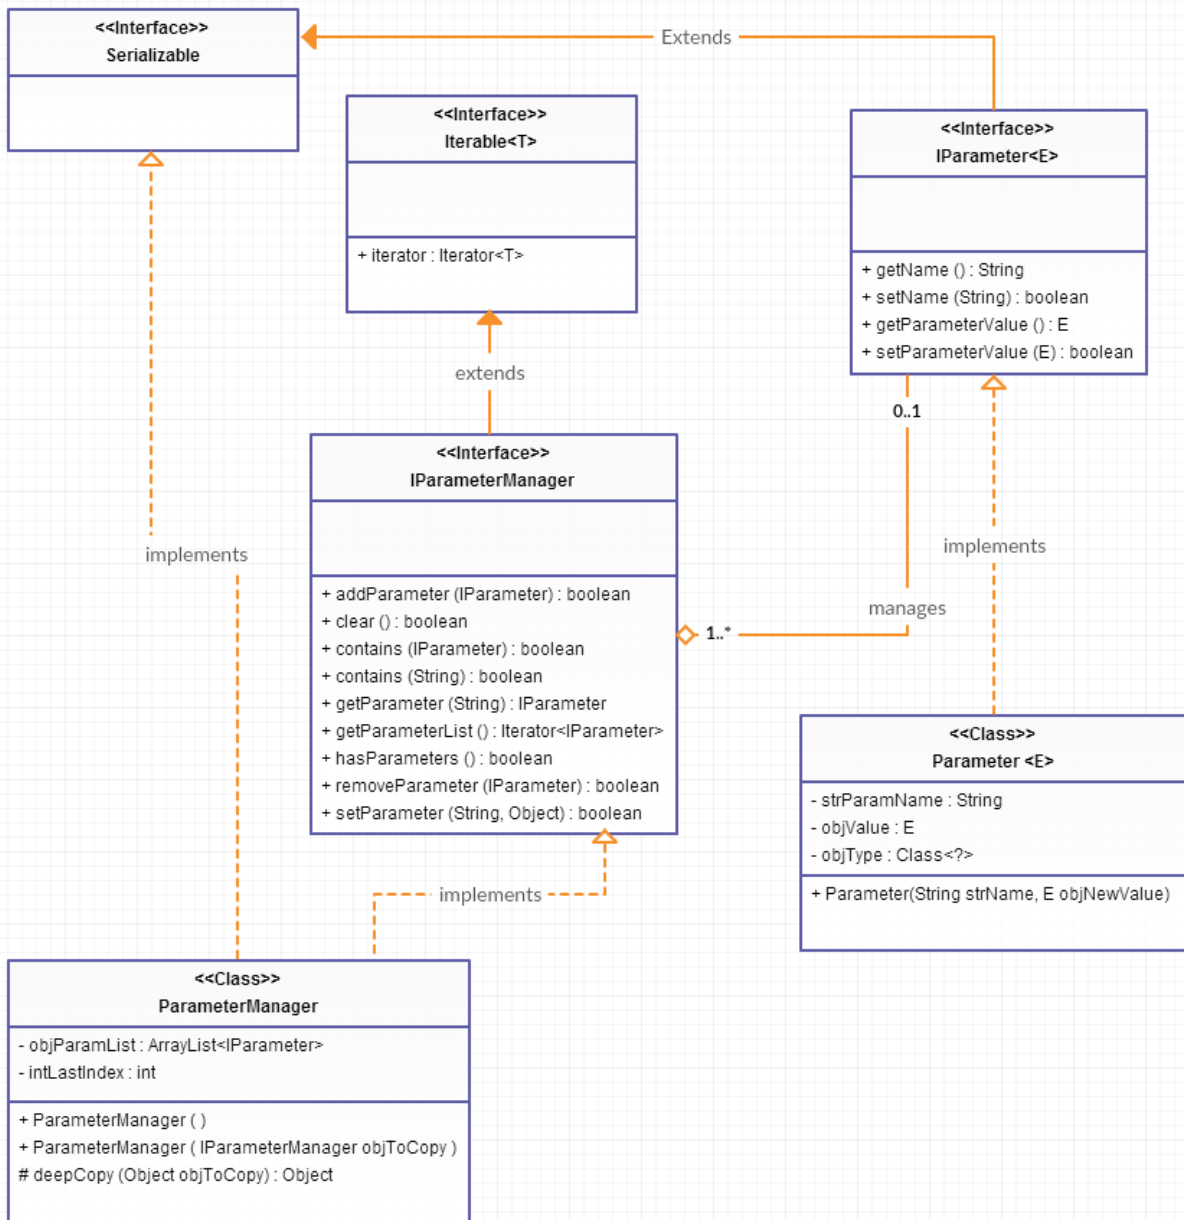 <<Interface>>
Serializable
Extends
<<Interface>>
Iterable<T>
+ iterator : Iterator<T>
<<Interface>>
IParameter<E>
+ getName () : String
+ setName (String) : boolean
+ getParameterValue () : E
+ setParameterValue (E) : boolean
extends
0..1
<<Interface>>
IParameterManager
+ addParameter (IParameter) : boolean
+ clear () : boolean
+ contains (IParameter) : boolean
+ contains (String) : boolean
+ getParameter (String) : IParameter
+ getParameterList () : Iterator<IParameter>
+ hasParameters () : boolean
+ removeParameter (IParameter) : boolean
+ setParameter (String, Object) : boolean
implements
implements
manages
1..*
<<Class>>
Parameter <E>
- strParamName : String
- objValue : E
- objType : Class<?>
+ Parameter(String strName, E objNewValue)
implements
<<Class>>
ParameterManager
- objParamList : ArrayList<IParameter>
- intLastIndex : int
+ ParameterManager ( )
+ ParameterManager ( IParameterManager objToCopy )
# deepCopy (Object objToCopy) : Object